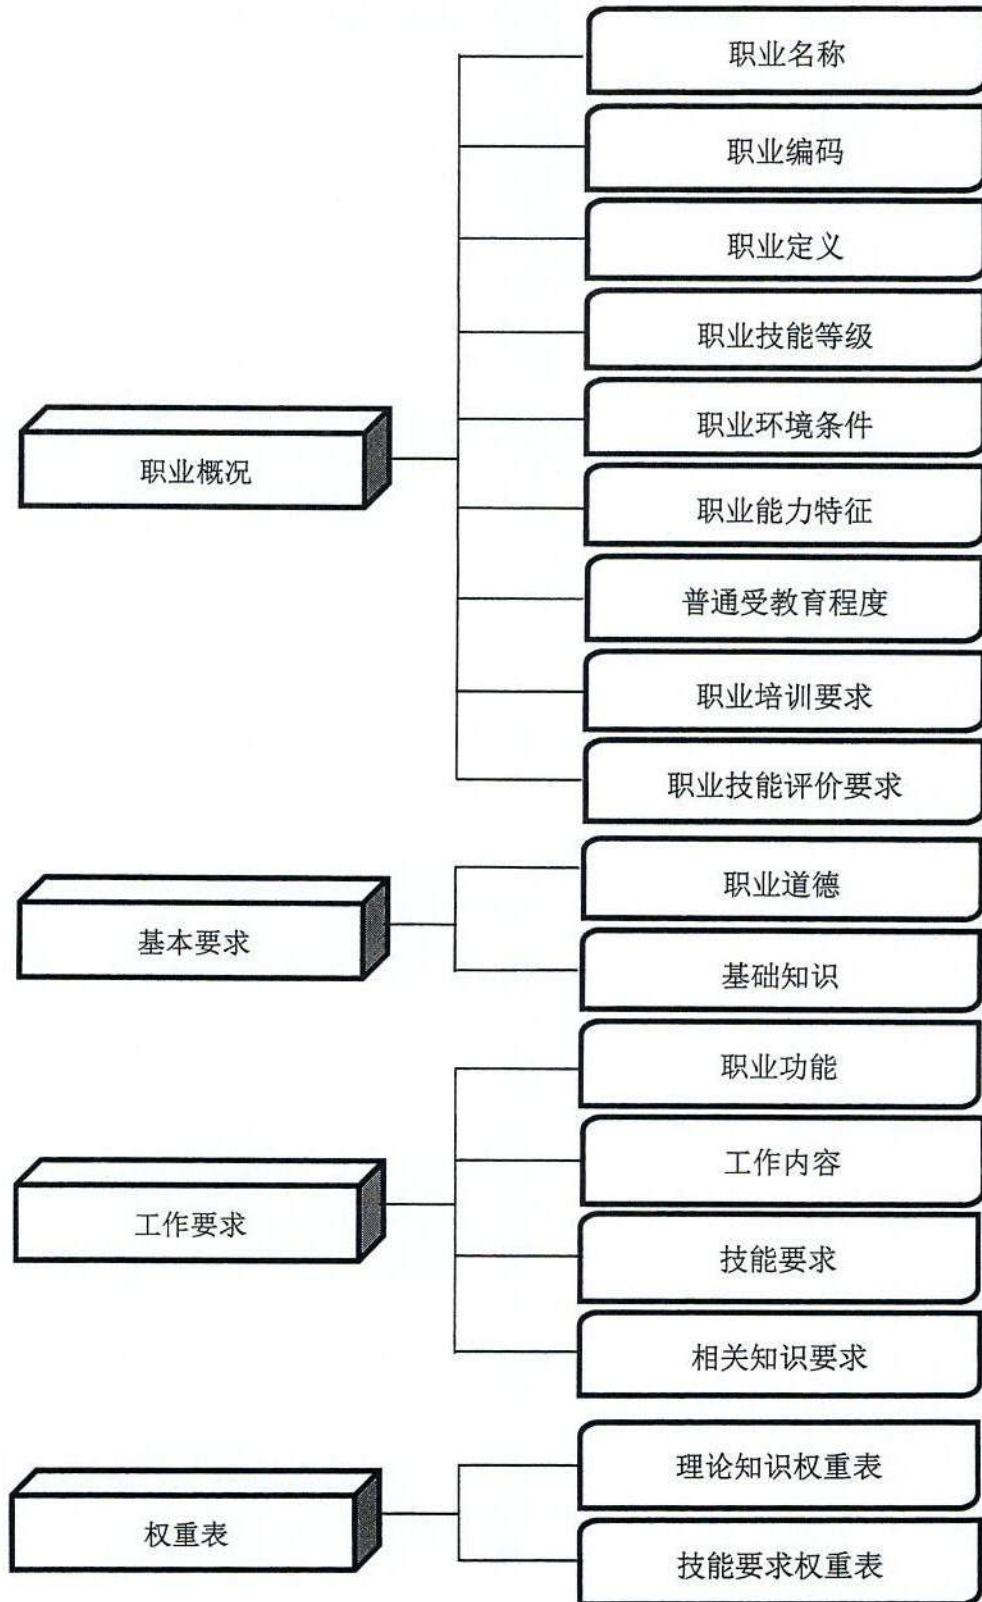 职业概况
职业名称
职业编码
职业定义
职业技能等级
职业环境条件
职业能力特征
普通受教育程度
职业培训要求
职业技能评价要求
基本要求
职业道德
基础知识
工作要求
职业功能
工作内容
技能要求
相关知识要求
权重表
理论知识权重表
技能要求权重表